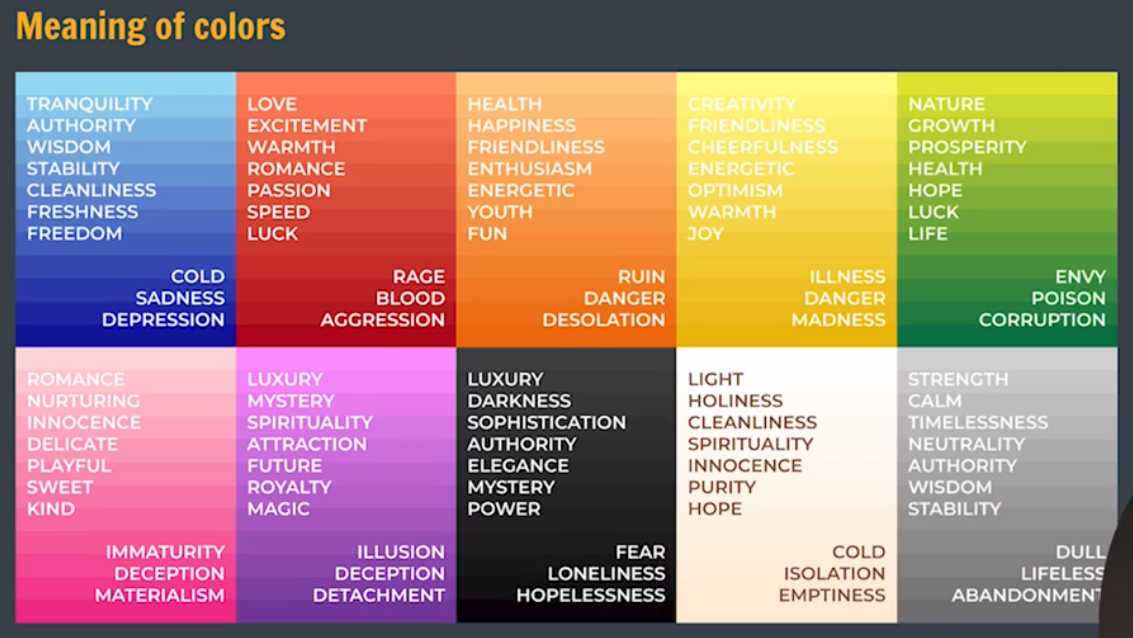 Meaning of colors
TRANQUILITY
AUTHORITY
WISDOM
STABILITY
CLEANLINESS
FRESHNESS
FREEDOM
COLD
SADNESS
DEPRESSION
LOVE
EXCITEMENT
WARMTH
ROMANCE
PASSION
SPEED
LUCK
RAGE
BLOOD
AGGRESSION
HEALTH
HAPPINESS
FRIENDLINESS
ENTHUSIASM
ENERGETIC
YOUTH
FUN
RUIN
DANGER
DESOLATION
CREATIVITY
FRIENDLINESS
CHEERFULNESS
ENERGETIC
OPTIMISM
WARMTH
JOY
ILLNESS
DANGER
MADNESS
NATURE
GROWTH
PROSPERITY
HEALTH
HOPE
LUCK
LIFE
ENVY
POISON
CORRUPTION
ROMANCE
NURTURING
INNOCENCE
DELICATE
PLAYFUL
SWEET
KIND
IMMATURITY
DECEPTION
MATERIALISM
LUXURY
MYSTERY
SPIRITUALITY
ATTRACTION
FUTURE
ROYALTY
MAGIC
ILLUSION
DECEPTION
DETACHMENT
LUXURY
DARKNESS
SOPHISTICATION
AUTHORITY
ELEGANCE
MYSTERY
POWER
FEAR
LONELINESS
HOPELESSNESS
LIGHT
HOLINESS
CLEANLINESS
SPIRITUALITY
INNOCENCE
PURITY
HOPE
COLD
ISOLATION
EMPTINESS
STRENGTH
CALM
TIMELESSNESS
NEUTRALITY
AUTHORITY
WISDOM
STABILITY
DULL
LIFELESS
ABANDONMENT